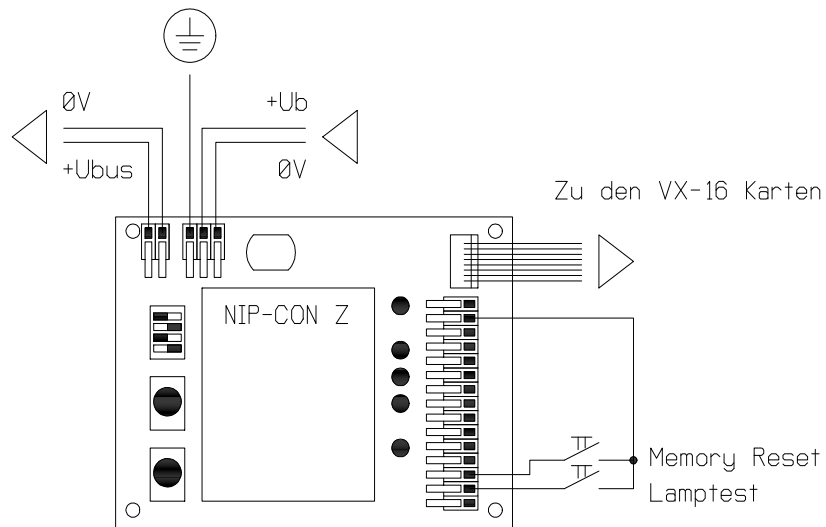 0V
+Ub
+Ubus
0V
Zu den VX-16 Karten
NIP-CON Z
Memory Reset
Lamptest